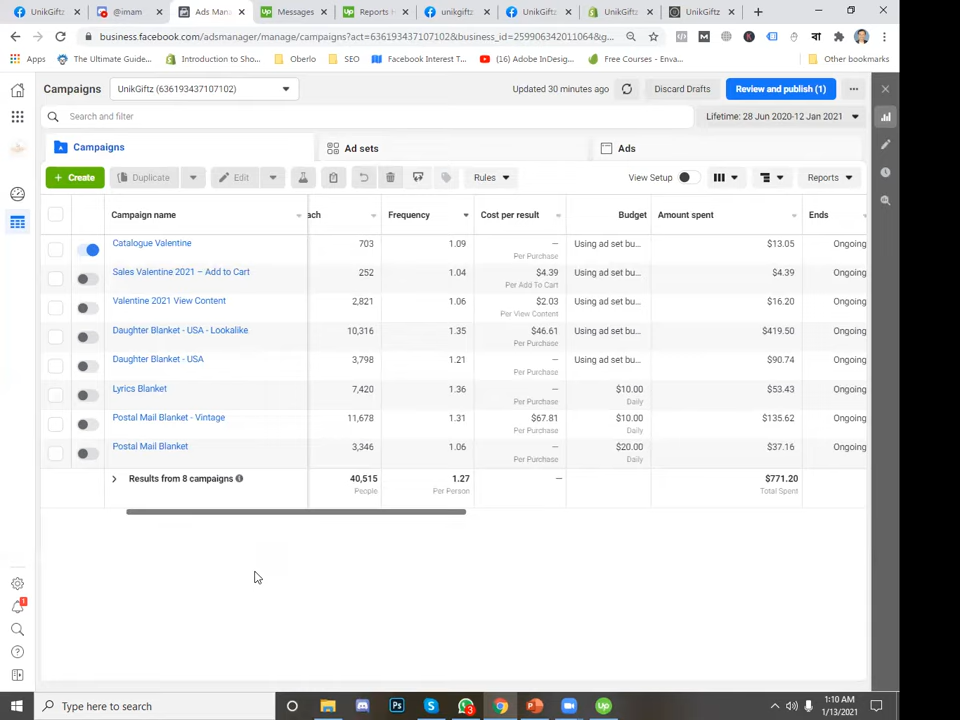 UnikGiftz
@imam
Ads Man
Messages
Reports H
unikgiftz
UnikGiftz
UnikGiftz
UnikGiftz
business.facebook.com/adsmanager/manage/campaigns?act=636193437107102&business_id=259906342011064&g...
Apps
The Ultimate Guide...
Introduction to Sho...
Oberlo
SEO
Facebook Interest T...
(16) Adobe InDesig...
Free Courses - Enva...
Other bookmarks
Campaigns
UnikGiftz (636193437107102)
Updated 30 minutes ago
Discard Drafts
Review and publish (1)
Search and filter
Lifetime: 28 Jun 2020-12 Jan 2021
Campaigns
Ad sets
Ads
+ Create
Duplicate
Edit
Rules
View Setup
Reports
Campaign name
ach
Frequency
Cost per result
Budget
Amount spent
Ends
Catalogue Valentine
703
1.09
—
Per Purchase
Using ad set bu...
$13.05
Ongoing
Sales Valentine 2021 – Add to Cart
252
1.04
$4.39
Per Add To Cart
Using ad set bu...
$4.39
Ongoing
Valentine 2021 View Content
2,821
1.06
$2.03
Per View Content
Using ad set bu...
$16.20
Ongoing
Daughter Blanket - USA - Lookalike
10,316
1.35
$46.61
Per Purchase
Using ad set bu...
$419.50
Ongoing
Daughter Blanket - USA
3,798
1.21
—
Per Purchase
Using ad set bu...
$90.74
Ongoing
Lyrics Blanket
7,420
1.36
—
Per Purchase
$10.00
Daily
$53.43
Ongoing
Postal Mail Blanket - Vintage
11,678
1.31
$67.81
Per Purchase
$10.00
Daily
$135.62
Ongoing
Postal Mail Blanket
3,346
1.06
—
Per Purchase
$20.00
Daily
$37.16
Ongoing
Results from 8 campaigns
40,515
People
1.27
Per Person
—
$771.20
Total Spent
1
Type here to search
3
1:10 AM
1/13/2021